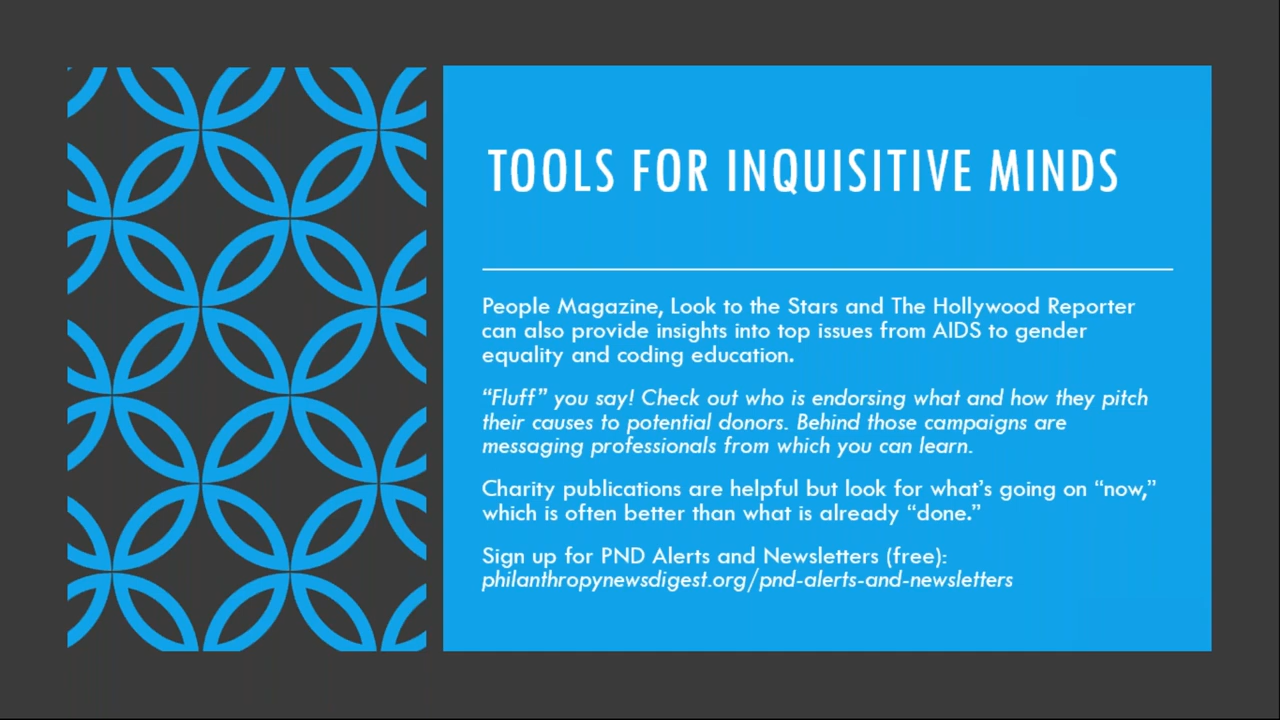 TOOLS FOR INQUISITIVE MINDS
People Magazine, Look to the Stars and The Hollywood Reporter
can also provide insights into top issues from AIDS to gender
equality and coding education.
“Fluff” you say! Check out who is endorsing what and how they pitch
their causes to potential donors. Behind those campaigns are
messaging professionals from which you can learn.
Charity publications are helpful but look for what’s going on “now,”
which is often better than what is already “done.”
Sign up for PND Alerts and Newsletters (free):
philanthropynewsdigest.org/pnd-alerts-and-newsletters